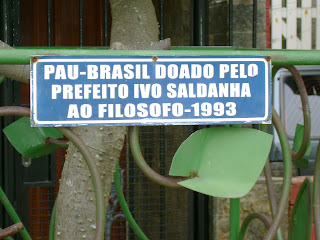 PAU-BRASIL DOADO PELO
PREFEITO IVO SALDANHA
AO FILOSOFO-1993